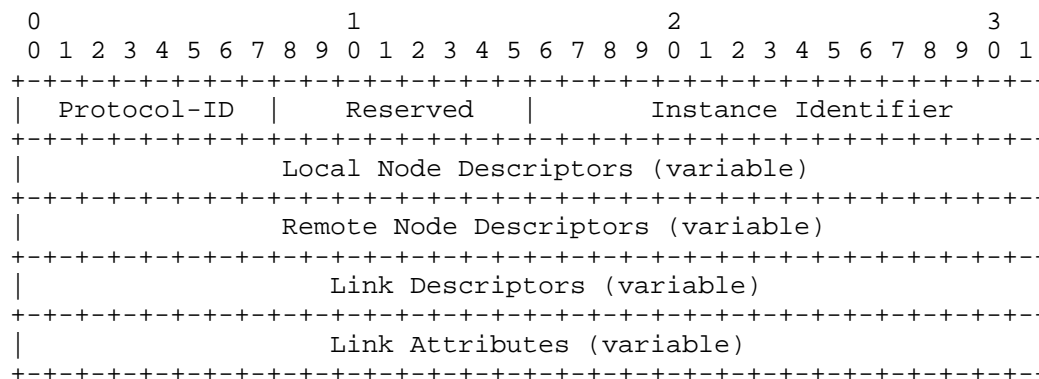 0                   1                   2                   3
 0 1 2 3 4 5 6 7 8 9 0 1 2 3 4 5 6 7 8 9 0 1 2 3 4 5 6 7 8 9 0 1
+-+-+-+-+-+-+-+-+-+-+-+-+-+-+-+-+-+-+-+-+-+-+-+-+-+-+-+-+-+-+-+--
|  Protocol-ID  |    Reserved   |       Instance Identifier
+-+-+-+-+-+-+-+-+-+-+-+-+-+-+-+-+-+-+-+-+-+-+-+-+-+-+-+-+-+-+-+--
|                Local Node Descriptors (variable)
+-+-+-+-+-+-+-+-+-+-+-+-+-+-+-+-+-+-+-+-+-+-+-+-+-+-+-+-+-+-+-+--
|                Remote Node Descriptors (variable)
+-+-+-+-+-+-+-+-+-+-+-+-+-+-+-+-+-+-+-+-+-+-+-+-+-+-+-+-+-+-+-+--
|                   Link Descriptors (variable)
+-+-+-+-+-+-+-+-+-+-+-+-+-+-+-+-+-+-+-+-+-+-+-+-+-+-+-+-+-+-+-+--
|                   Link Attributes (variable)
+-+-+-+-+-+-+-+-+-+-+-+-+-+-+-+-+-+-+-+-+-+-+-+-+-+-+-+-+-+-+-+--